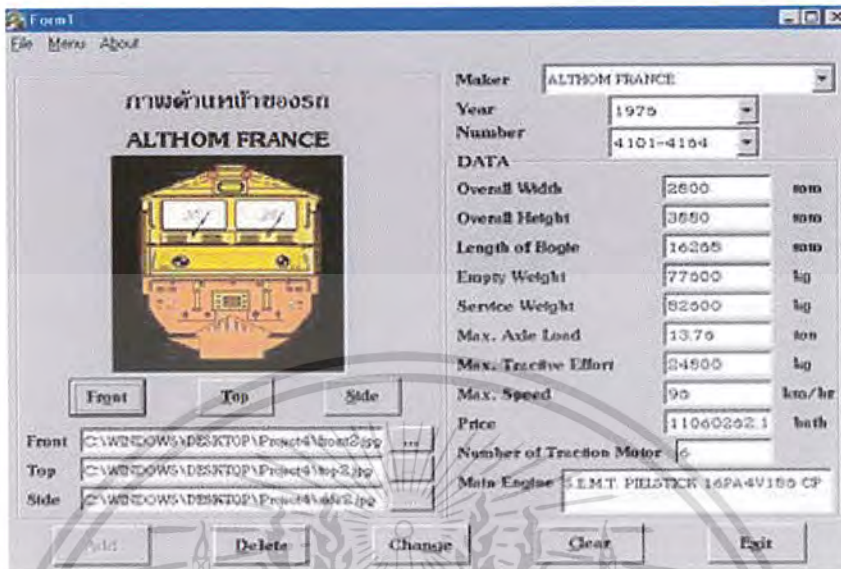 Form1
File Menu About
ภาพด้านหน้าของรถ
ALTHOM FRANCE
Front Top Side
Front C:\WINDOWS\DESKTOP\Project4\front2.jpg ...
Top C:\WINDOWS\DESKTOP\Project4\top2.jpg ...
Side C:\WINDOWS\DESKTOP\Project4\side2.jpg ...
Maker ALTHOM FRANCE
Year 1975
Number 4101-4154
DATA
Overall Width 2800 mm
Overall Height 3880 mm
Length of Bogie 16268 mm
Empty Weight 77500 kg
Service Weight 82500 kg
Max. Axle Load 13.75 ton
Max. Tractive Effort 24800 kg
Max. Speed 95 km/hr
Price 11060262.1 bath
Number of Traction Motor 6
Main Engine S.E.M.T. PIELSTICK 16PA4V185 CP
Add Delete Change Clear Exit